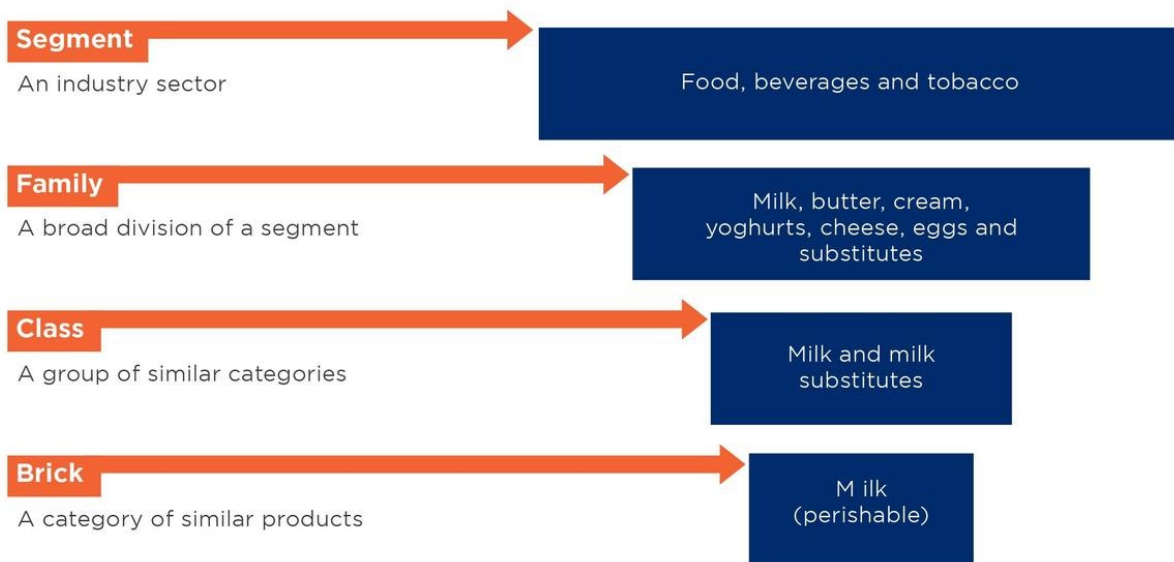 Segment
An industry sector
Food, beverages and tobacco
Family
A broad division of a segment
Milk, butter, cream,
yoghurts, cheese, eggs and
substitutes
Class
A group of similar categories
Milk and milk
substitutes
Brick
A category of similar products
M ilk
(perishable)